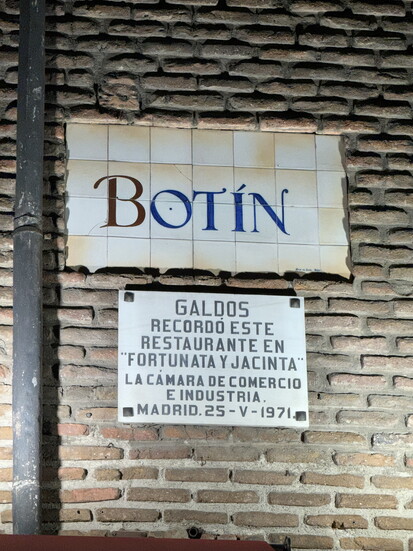 BOTÍN
GALDOS
RECORDÓ ESTE
RESTAURANTE EN
"FORTUNATA Y JACINTA"
LA CÁMARA DE COMERCIO
E INDUSTRIA.
MADRID, 25-V-1971.